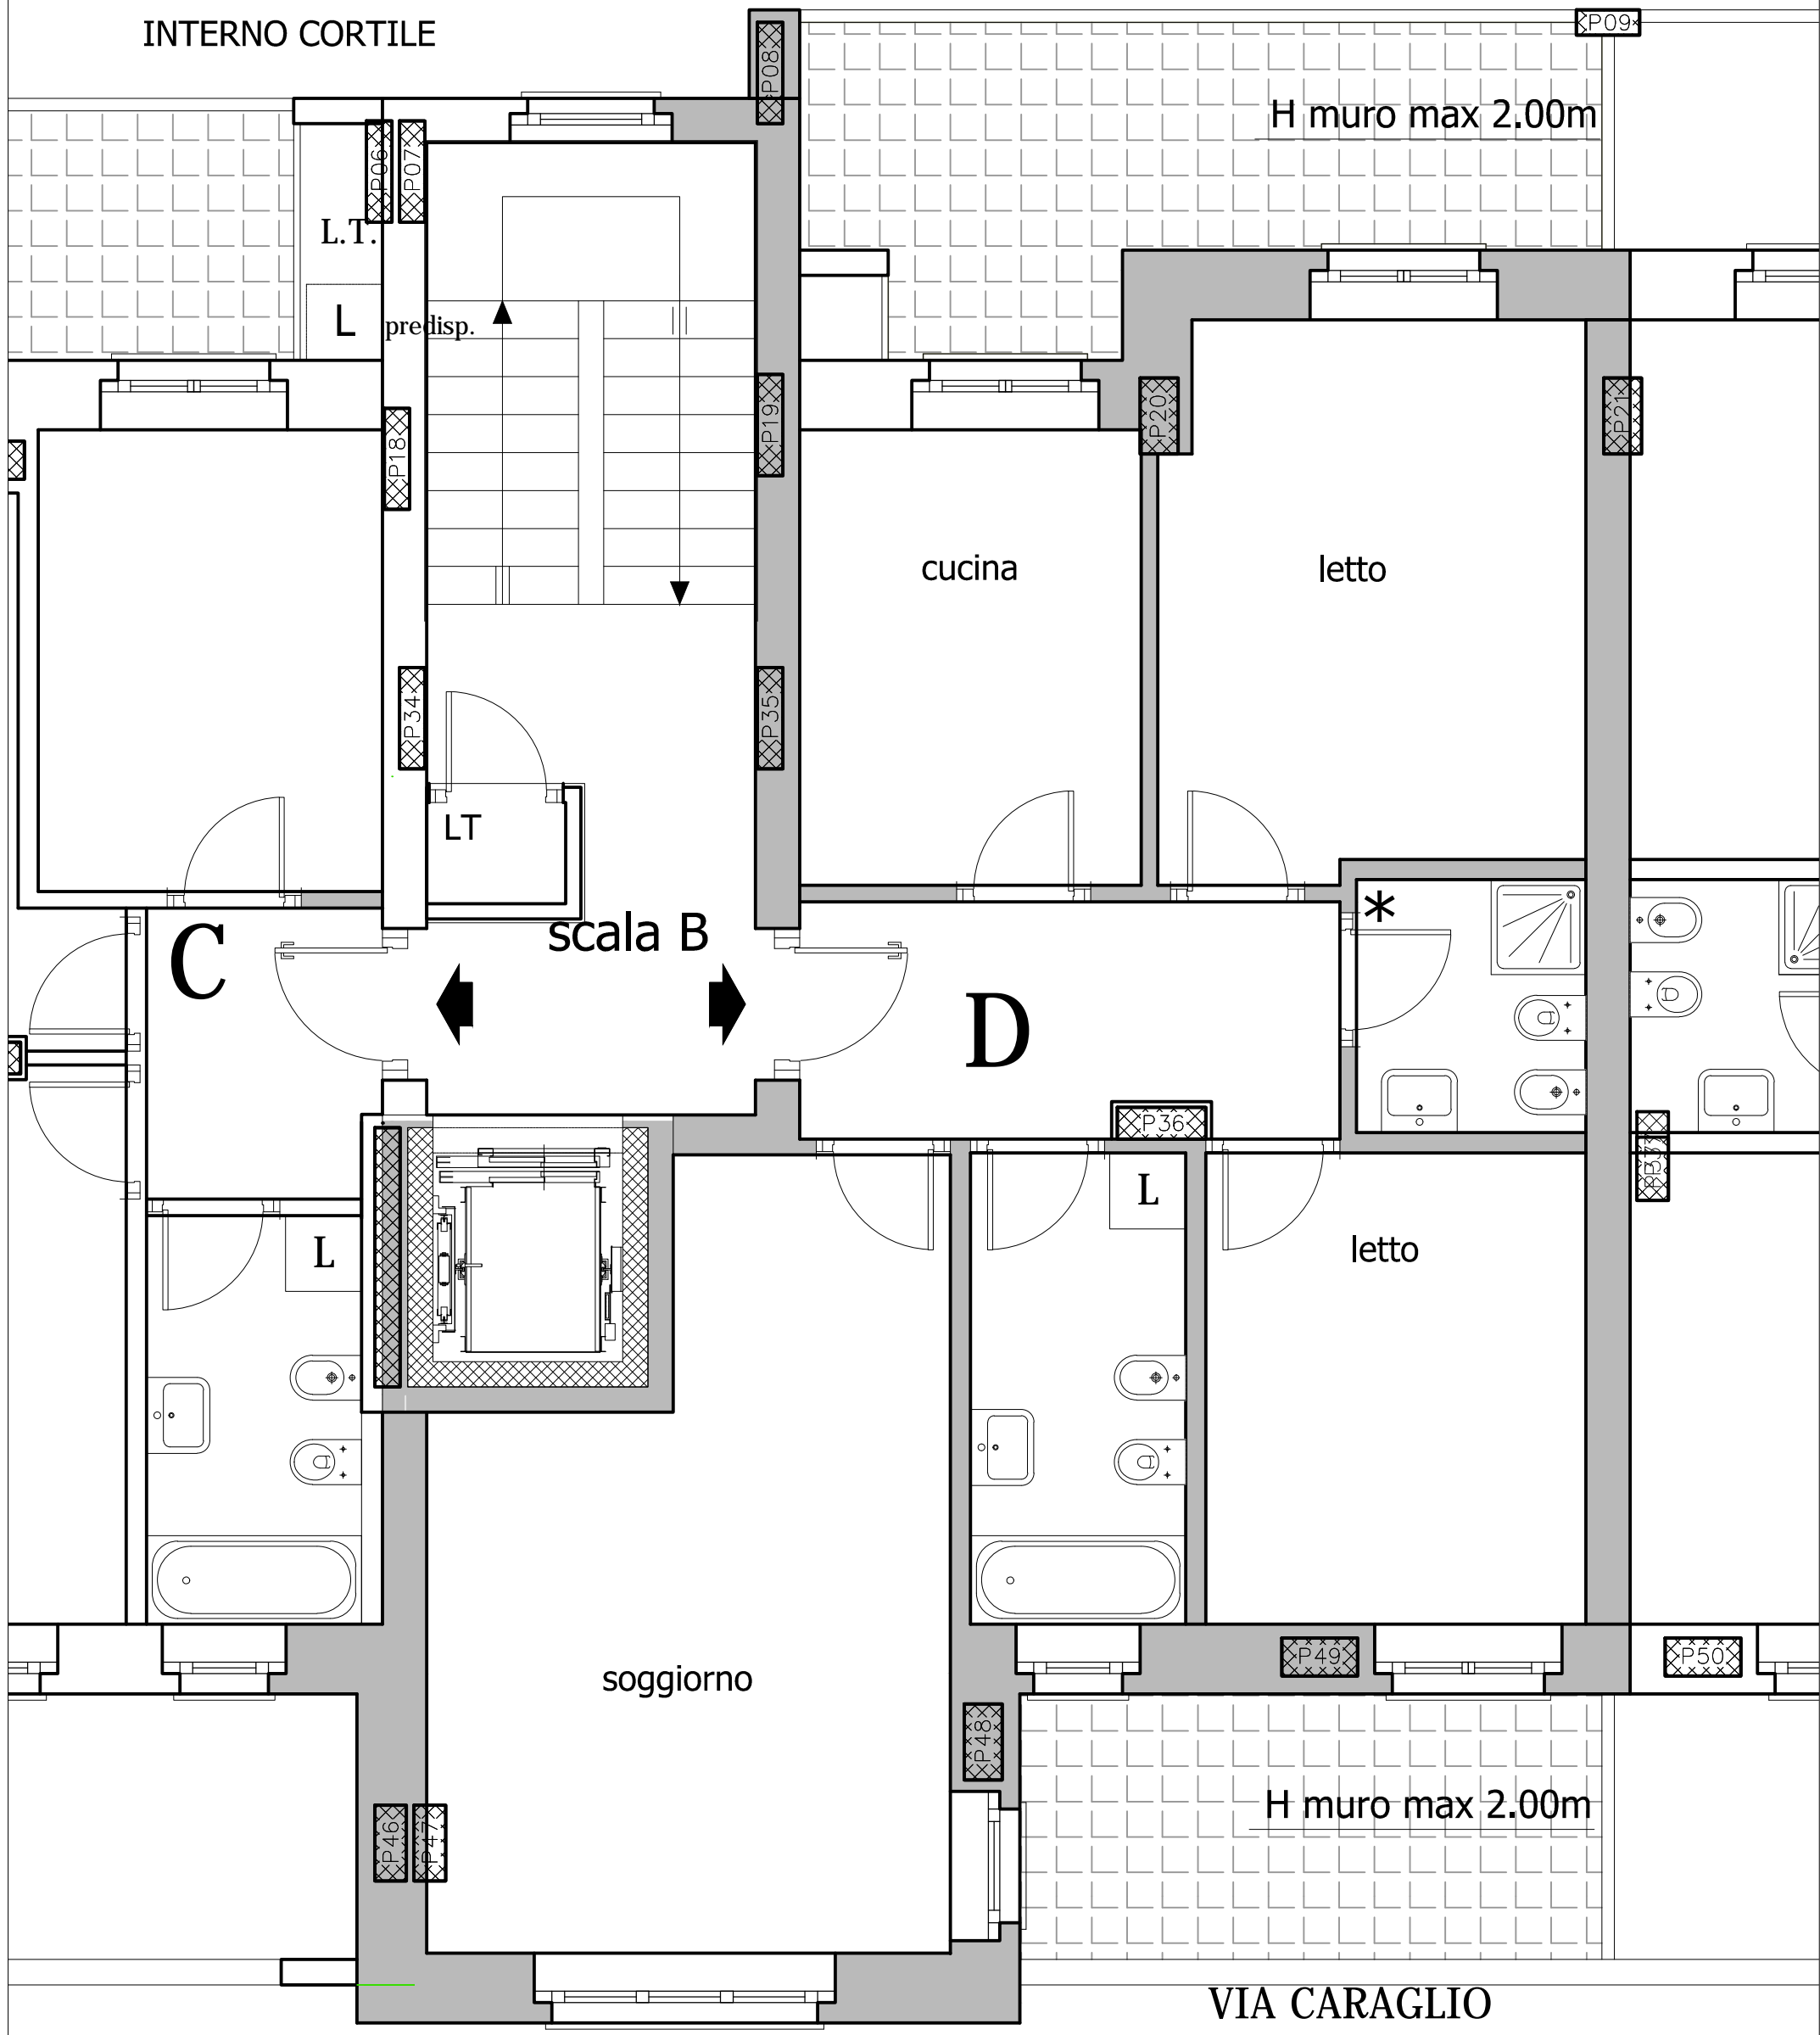 INTERNO CORTILE
P08
P09
H muro max 2.00m
P06
P07
L.T.
L
predisp.
P18
P19
P20
P21
cucina
letto
P34
P35
LT
scala B
*
C
D
P36
P33
L
L
letto
soggiorno
P49
P50
P48
H muro max 2.00m
P46
P47
VIA CARAGLIO